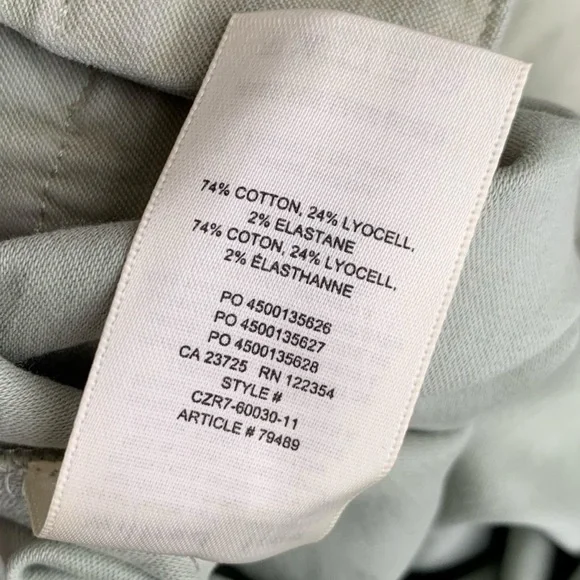 74% COTTON, 24% LYOCELL,
2% ELASTANE
74% COTON, 24% LYOCELL,
2% ÉLASTHANNE
PO 4500135626
PO 4500135627
PO 4500135628
CA 23725 RN 122354
STYLE #
CZR7-60030-11
ARTICLE # 79489